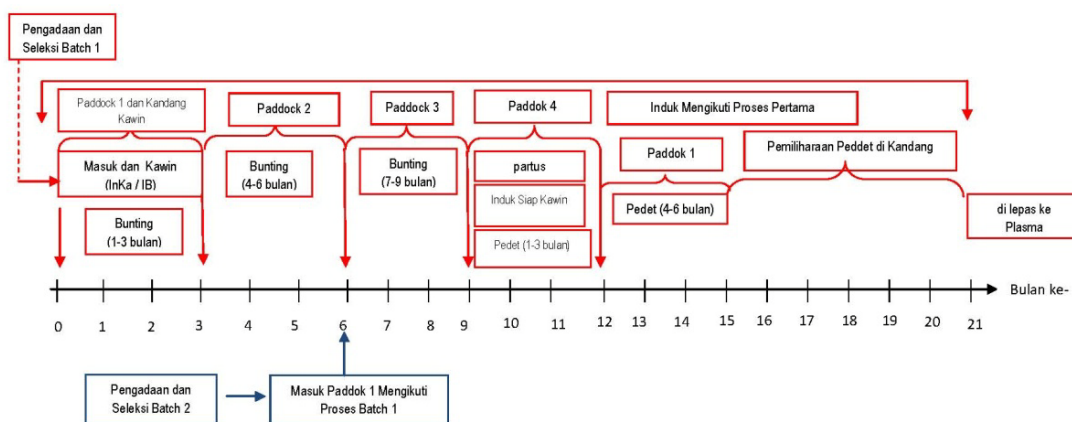 Pengadaan dan
Seleksi Batch 1
Paddock 1 dan Kandang
Kawin
Paddock 2
Paddock 3
Paddok 4
Induk Mengikuti Proses Pertama
Masuk dan Kawin
(InKa / IB)
Bunting
(4-6 bulan)
Bunting
(7-9 bulan)
partus
Paddok 1
Pemiliharaan Peddet di Kandang
Bunting
(1-3 bulan)
Induk Siap Kawin
Pedet (1-3 bulan)
Pedet (4-6 bulan)
di lepas ke
Plasma
Bulan ke-
0 1 2 3 4 5 6 7 8 9 10 11 12 13 14 15 16 17 18 19 20 21
Pengadaan dan
Seleksi Batch 2
Masuk Paddok 1 Mengikuti
Proses Batch 1